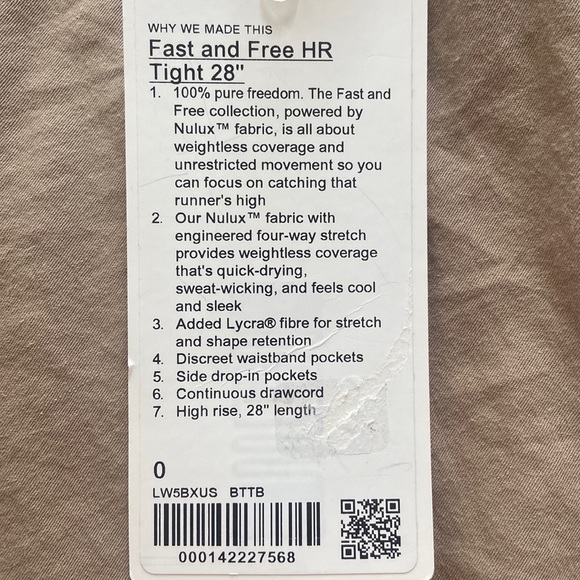 WHY WE MADE THIS
Fast and Free HR
Tight 28"
1. 100% pure freedom. The Fast and
Free collection, powered by
Nulux™ fabric, is all about
weightless coverage and
unrestricted movement so you
can focus on catching that
runner's high
2. Our Nulux™ fabric with
engineered four-way stretch
provides weightless coverage
that's quick-drying,
sweat-wicking, and feels cool
and sleek
3. Added Lycra® fibre for stretch
and shape retention
4. Discreet waistband pockets
5. Side drop-in pockets
6. Continuous drawcord
7. High rise, 28" length
0
LW5BXUS BTTB
000142227568